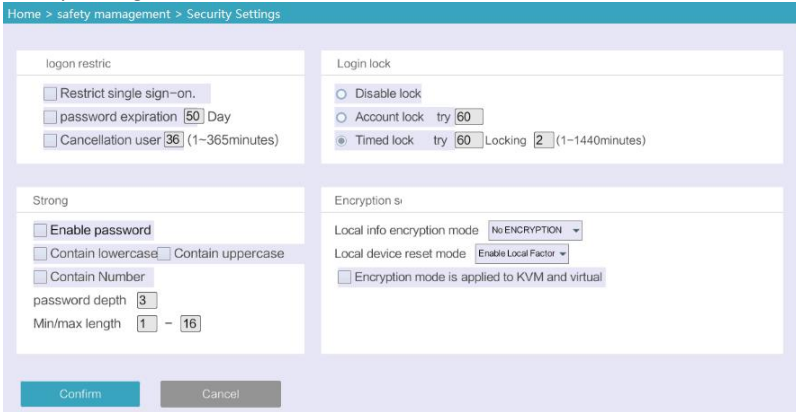 Home > safety mamagement > Security Settings
logon restric
Restrict single sign-on.
password expiration 50 Day
Cancellation user 36 (1~365minutes)
Login lock
Disable lock
Account lock try 60
Timed lock try 60 Locking 2 (1-1440minutes)
Strong
Enable password
Contain lowercase Contain uppercase
Contain Number
password depth 3
Min/max length 1 - 16
Encryption s
Local info encryption mode No ENCRYPTION
Local device reset mode Enable Local Factor
Encryption mode is applied to KVM and virtual
Confirm Cancel